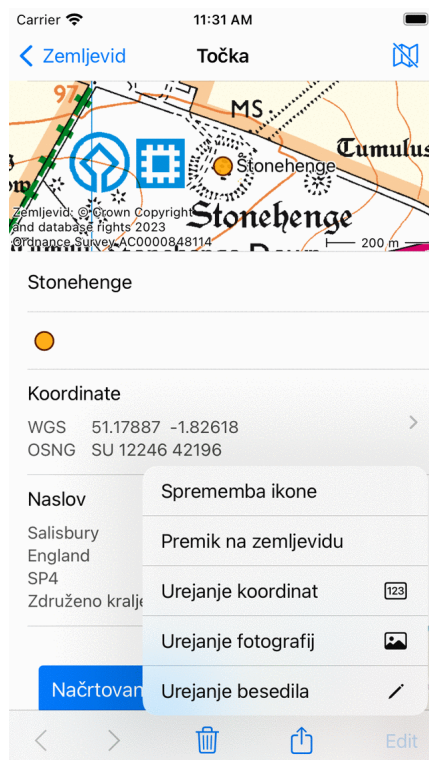 Carrier 11:31 AM
Zemljevid Točka
97
MS
Stonehenge
Tumulus
Stonehenge
Zemljevid: © Crown Copyright
and database rights 2023
Ordnance Survey AC0000848114
200 m
Stonehenge
Koordinate
WGS 51.17887 -1.82618
OSNG SU 12246 42196
Naslov
Salisbury
England
SP4
Združeno kralje
Sprememba ikone
Premik na zemljevidu
Urejanje koordinat 123
Urejanje fotografij
Urejanje besedila
Načrtovan
Edit